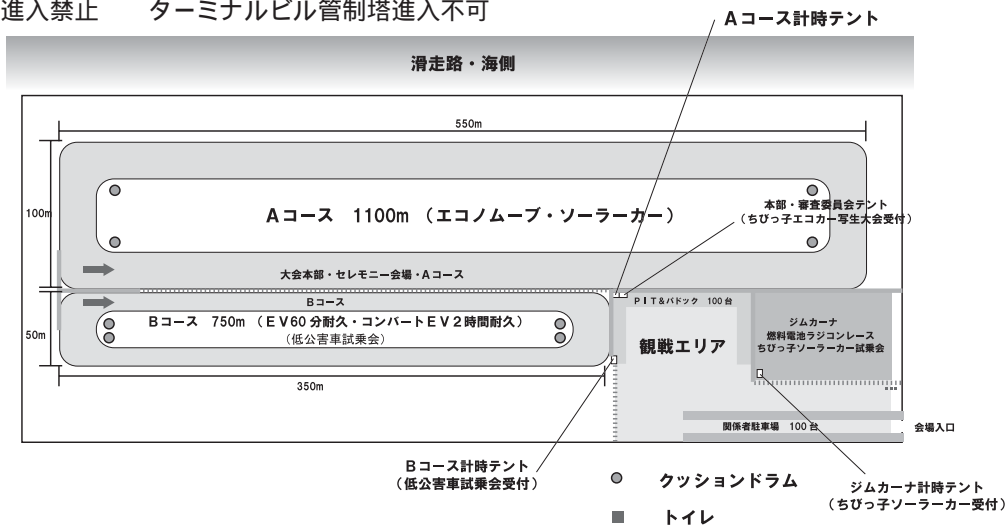 進入禁止　　ターミナルビル管制塔進入不可
Aコース計時テント
滑走路・海側
550m
100m
Aコース　1100m　（エコノムーブ・ソーラーカー）
本部・審査委員会テント
（ちびっ子エコカー写生大会受付）
大会本部・セレモニー会場・Aコース
Bコース
PIT&パドック　100台
50m
Bコース　750m　（EV60分耐久・コンバートEV2時間耐久）
（低公害車試乗会）
観戦エリア
ジムカーナ
燃料電池ラジコンレース
ちびっ子ソーラーカー試乗会
350m
関係者駐車場　100台
会場入口
Bコース計時テント
（低公害車試乗会受付）
クッションドラム
ジムカーナ計時テント
（ちびっ子ソーラーカー受付）
トイレ